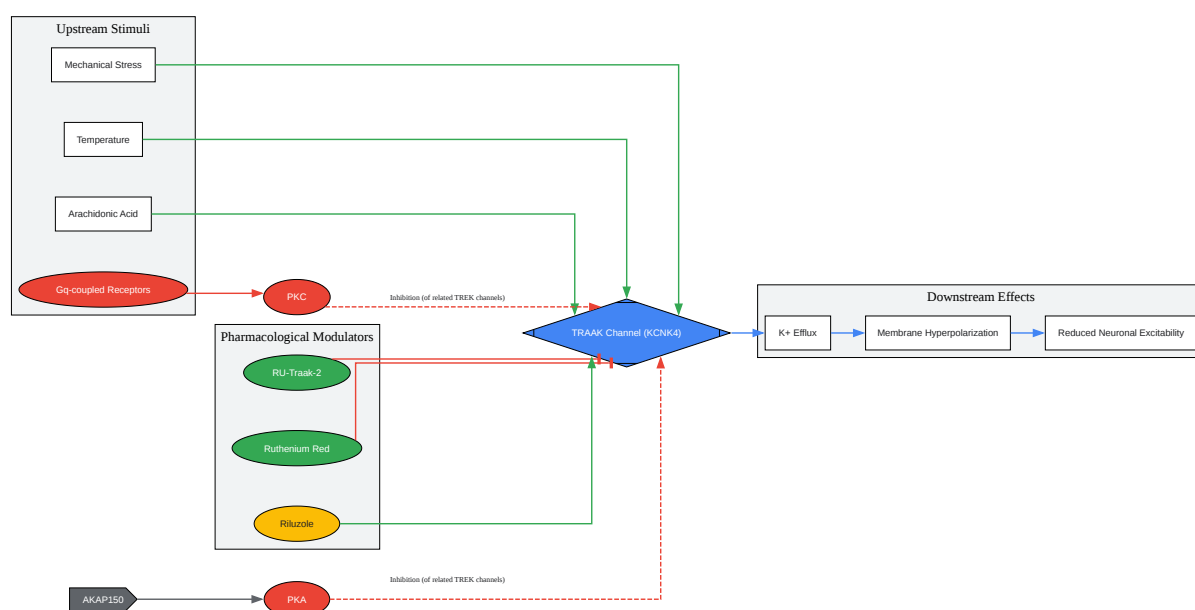 Upstream Stimuli
Mechanical Stress
Temperature
Arachidonic Acid
Gq-coupled Receptors
PKC
Inhibition (of related TREK channels)
Pharmacological Modulators
RU-Traak-2
Ruthenium Red
Riluzole
TRAAK Channel (KCNK4)
Downstream Effects
K+ Efflux
Membrane Hyperpolarization
Reduced Neuronal Excitability
AKAP150
PKA
Inhibition (of related TREK channels)